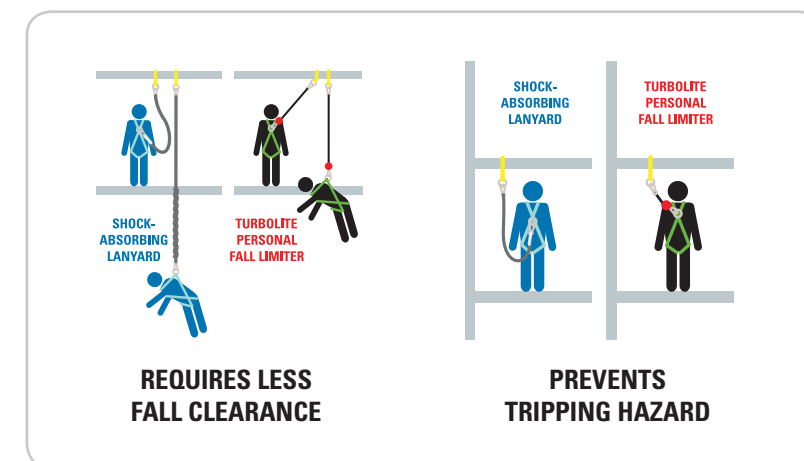 SHOCK-
ABSORBING
LANYARD
TURBOLITE
PERSONAL
FALL LIMITER
REQUIRES LESS
FALL CLEARANCE
SHOCK-
ABSORBING
LANYARD
TURBOLITE
PERSONAL
FALL LIMITER
PREVENTS
TRIPPING HAZARD